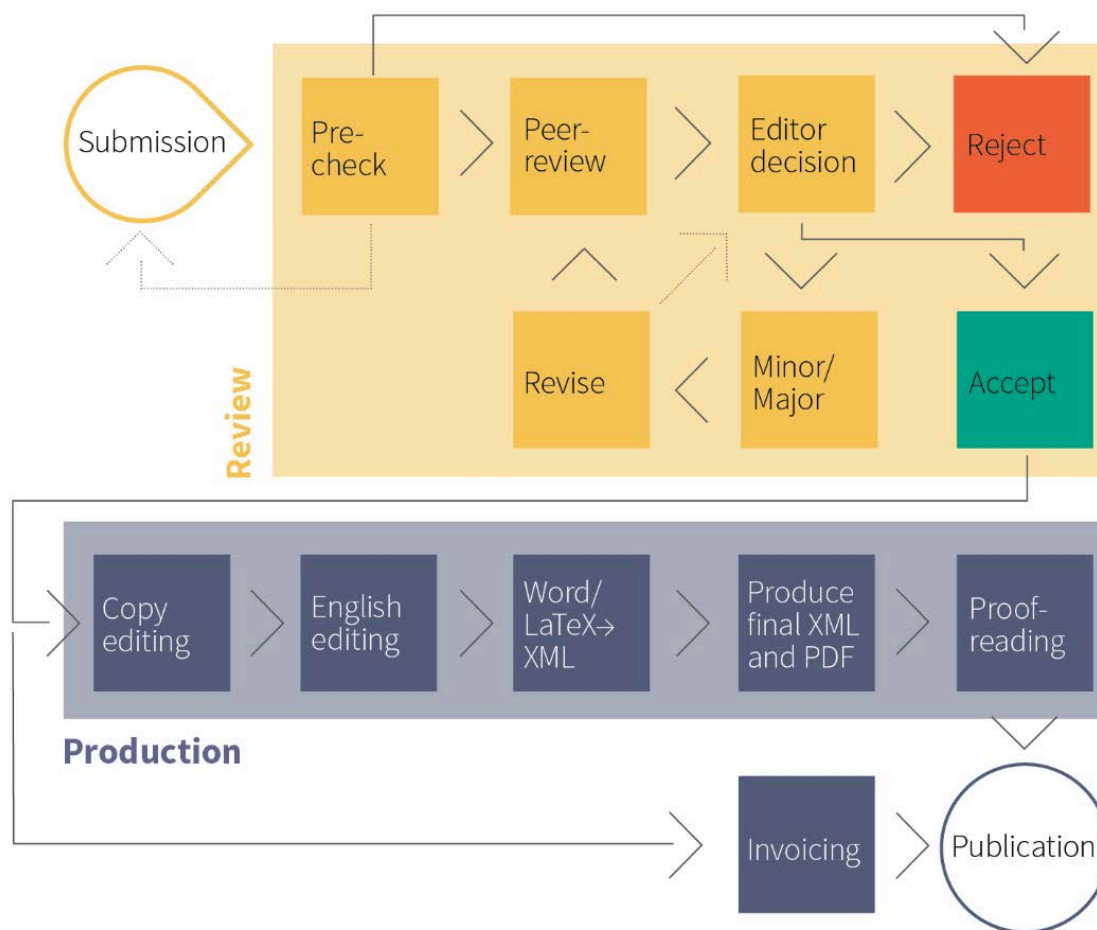 Submission
Pre-
check
Peer-
review
Editor
decision
Reject
Revise
Minor/
Major
Accept
Review
Copy
editing
English
editing
Word/
LaTeX→
XML
Produce
final XML
and PDF
Proof-
reading
Production
Invoicing
Publication